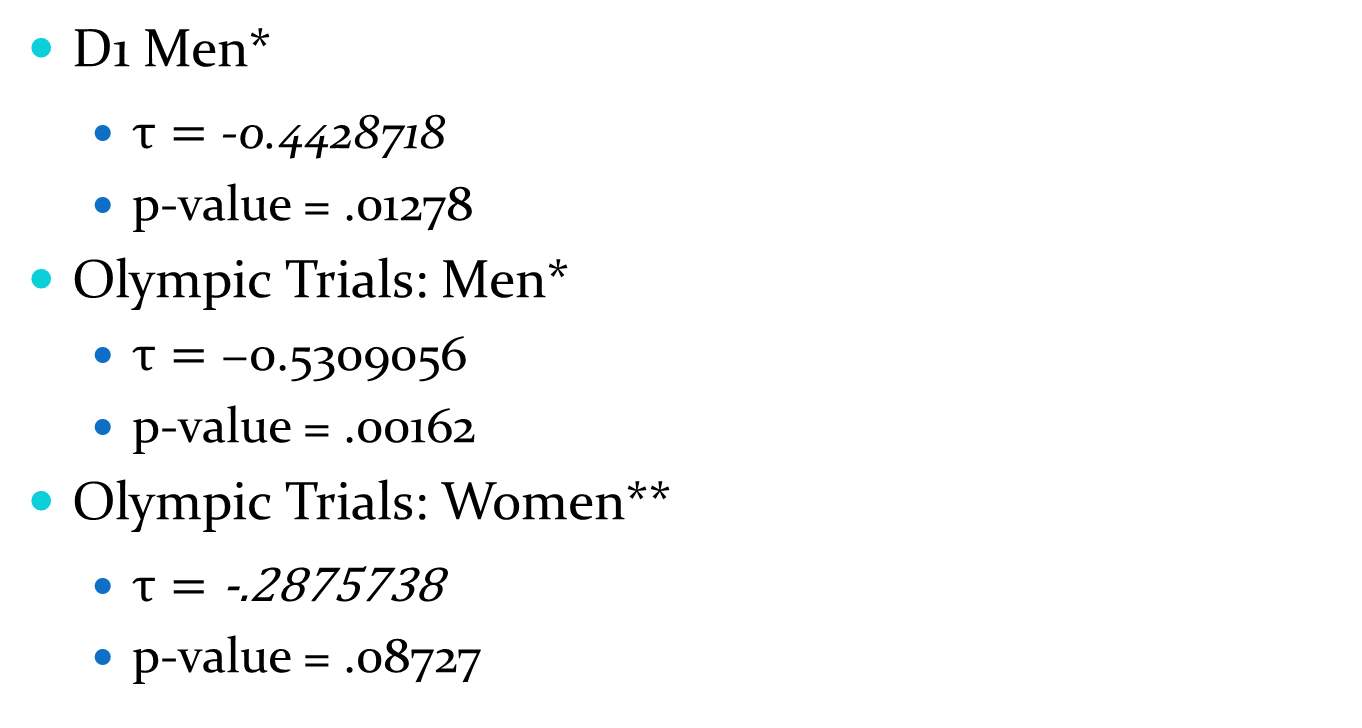 D1 Men*
τ = -0.4428718
p-value = .01278
Olympic Trials: Men*
τ = −0.5309056
p-value = .00162
Olympic Trials: Women**
τ = -.2875738
p-value = .08727